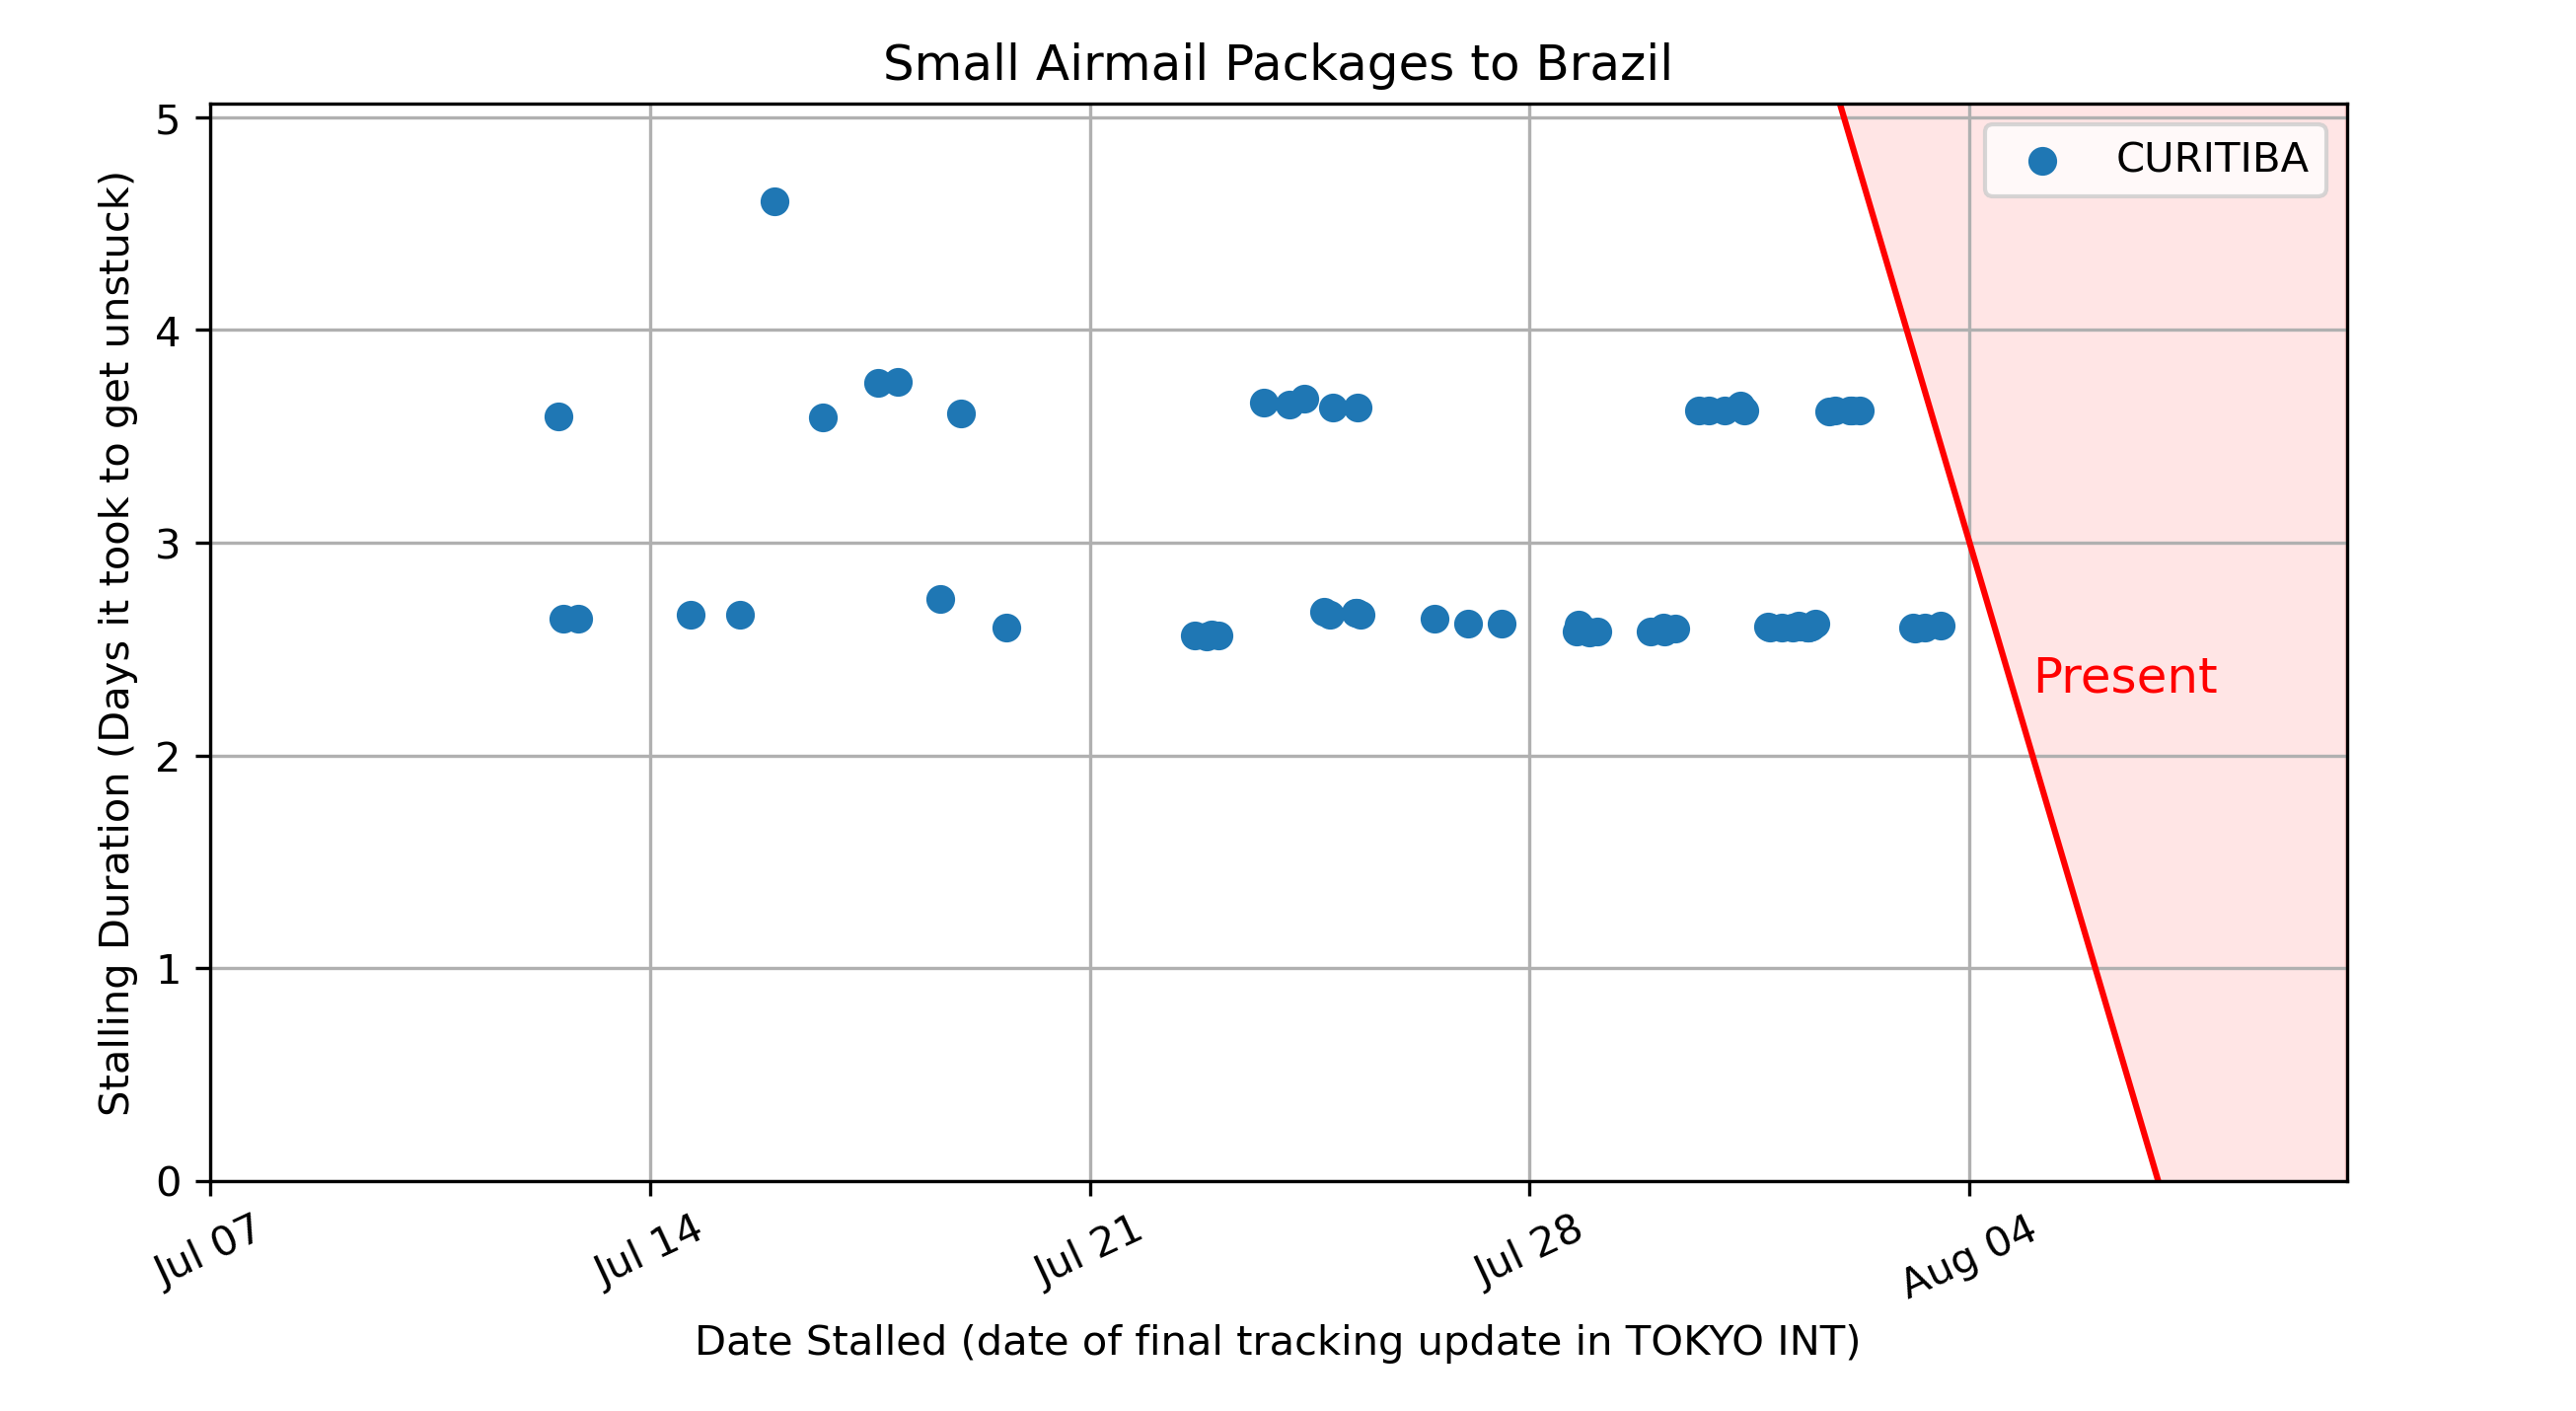 Small Airmail Packages to Brazil
Stalling Duration (Days it took to get unstuck)
5
4
3
2
1
0
CURITIBA
Present
Jul 07
Jul 14
Jul 21
Jul 28
Aug 04
Date Stalled (date of final tracking update in TOKYO INT)